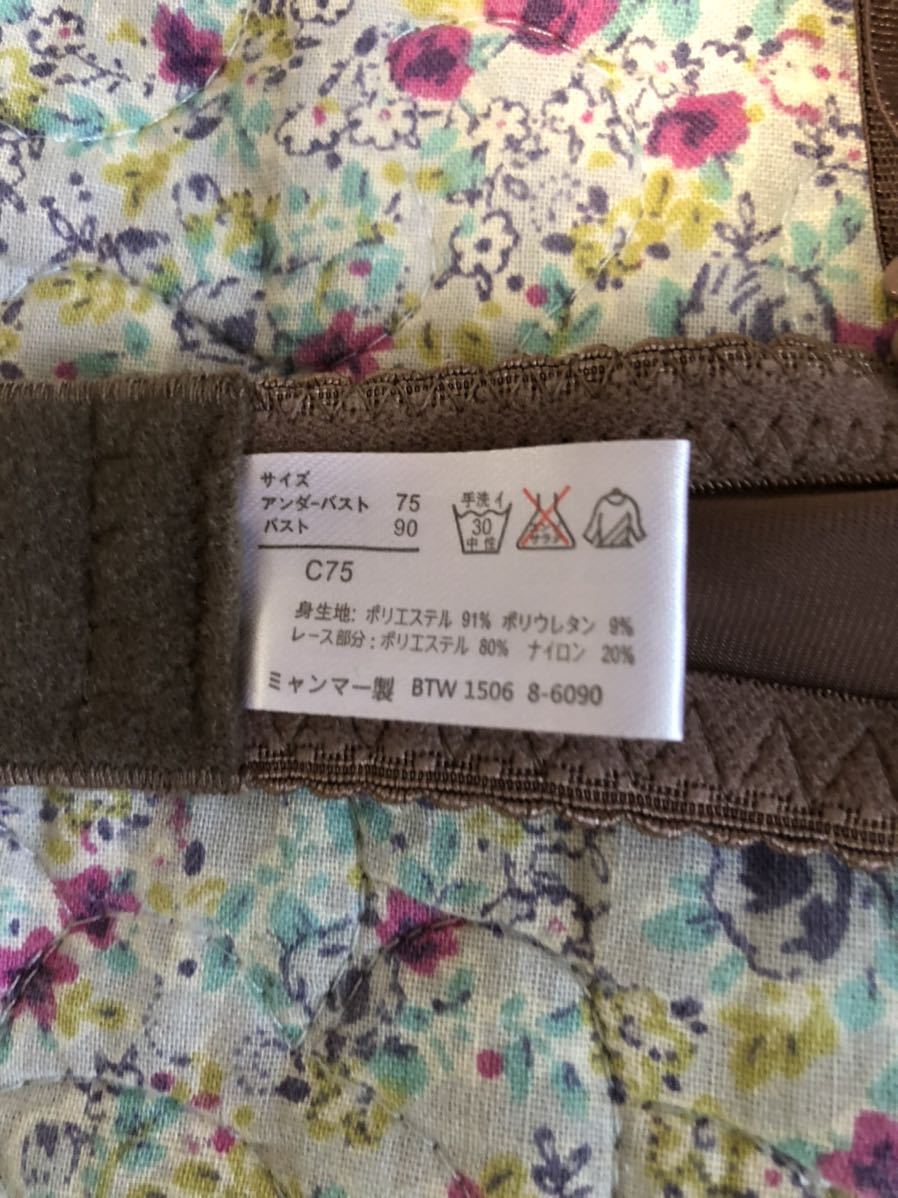 サイズ
アンダーバスト 75
バスト 90
C75
手洗イ
30
中性
サラシ
身生地: ポリエステル 91% ポリウレタン 9%
レース部分: ポリエステル 80% ナイロン 20%
ミャンマー製 BTW 1506 8-6090